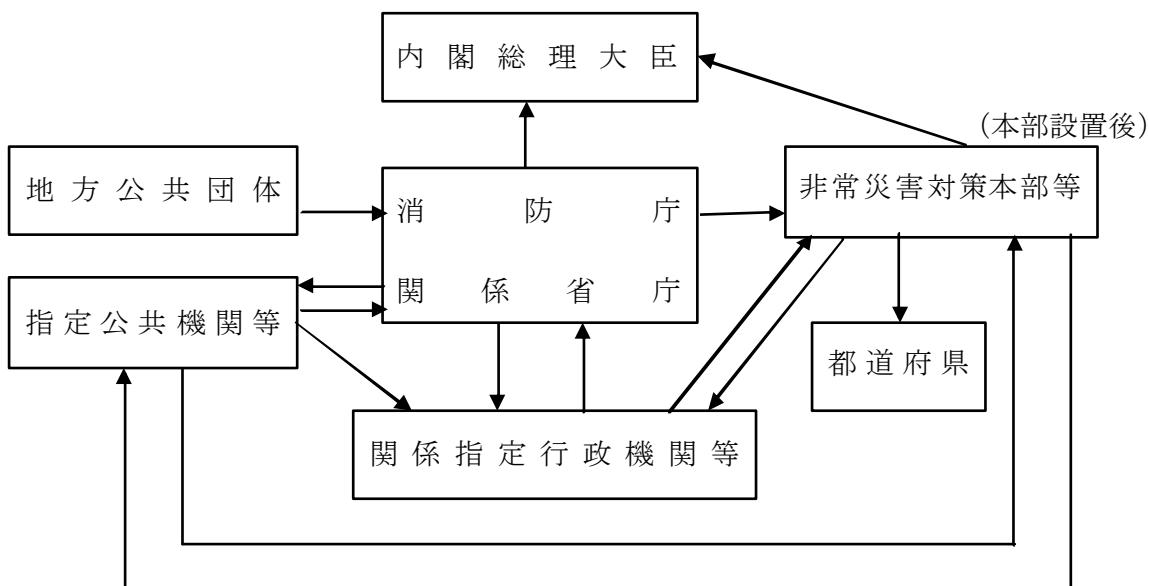 内閣総理大臣
(本部設置後)
地方公共団体
消防庁
関係省庁
非常災害対策本部等
指定公共機関等
都道府県
関係指定行政機関等